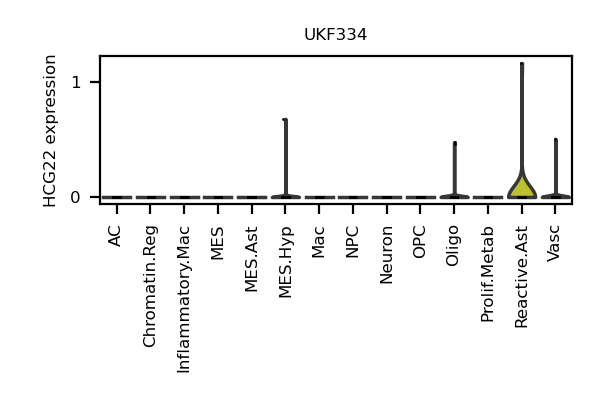 UKF334
HCG22 expression
1
0
AC
Chromatin.Reg
Inflammatory.Mac
MES
MES.Ast
MES.Hyp
Mac
NPC
Neuron
OPC
Oligo
Prolif.Metab
Reactive.Ast
Vasc